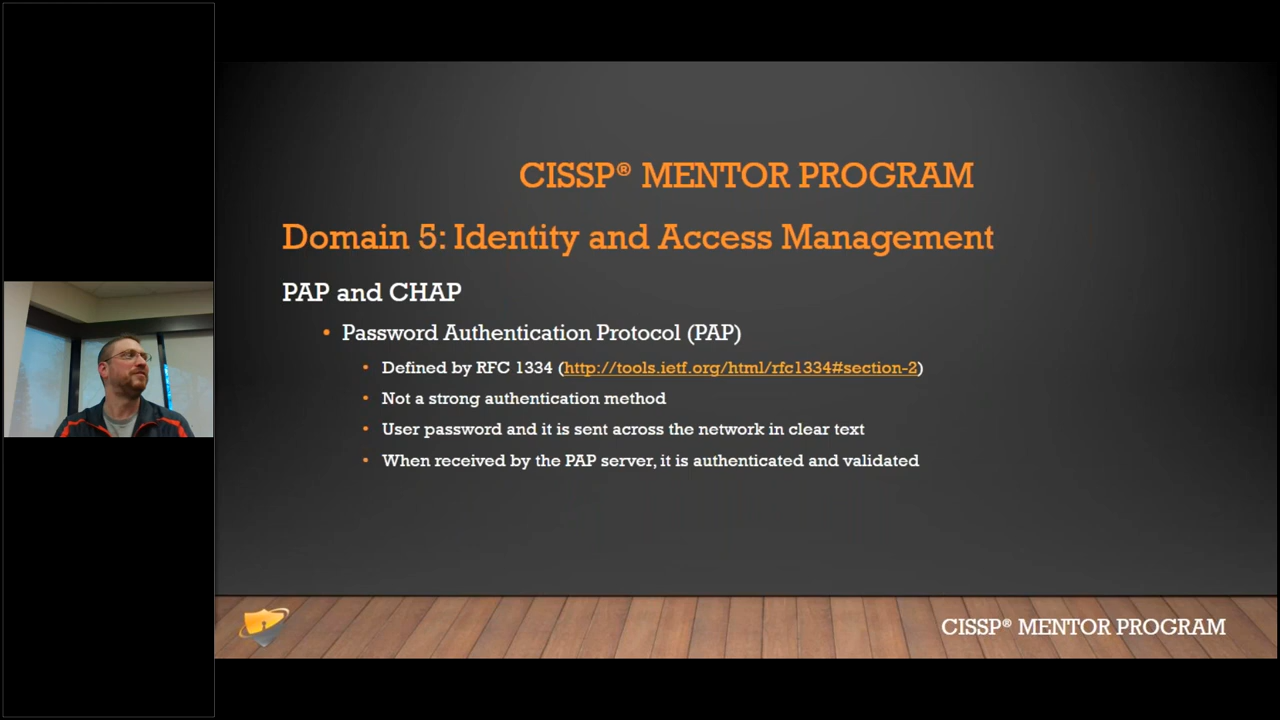 CISSP® MENTOR PROGRAM
Domain 5: Identity and Access Management
PAP and CHAP
• Password Authentication Protocol (PAP)
• Defined by RFC 1334 (http://tools.ietf.org/html/rfc1334#section-2)
• Not a strong authentication method
• User password and it is sent across the network in clear text
• When received by the PAP server, it is authenticated and validated
CISSP® MENTOR PROGRAM